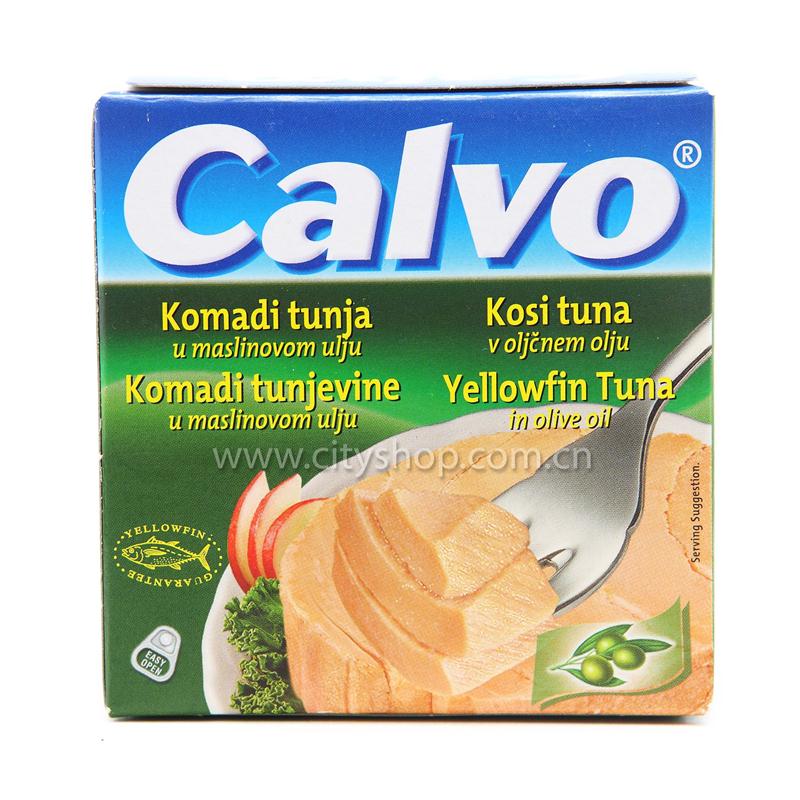 Calvo®
Komadi tunja
u maslinovom ulju
Kosi tuna
v oljčnem olju
Komadi tunjevine
u maslinovom ulju
Yellowfin Tuna
in olive oil
www.cityshop.com.cn
Serving Suggestion.
YELLOWFIN
GUARANTEE
EASY
OPEN